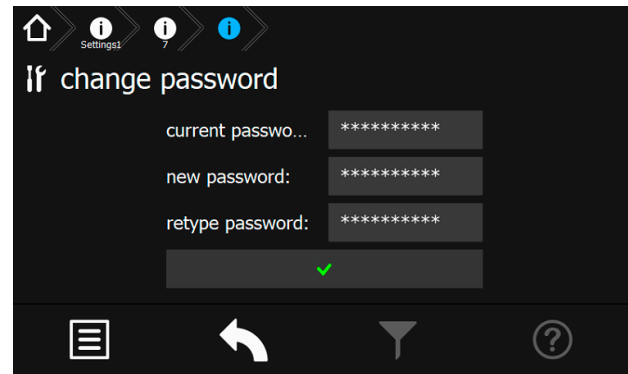 Settings1
7
change password
current passwo...
**********
new password:
**********
retype password:
**********